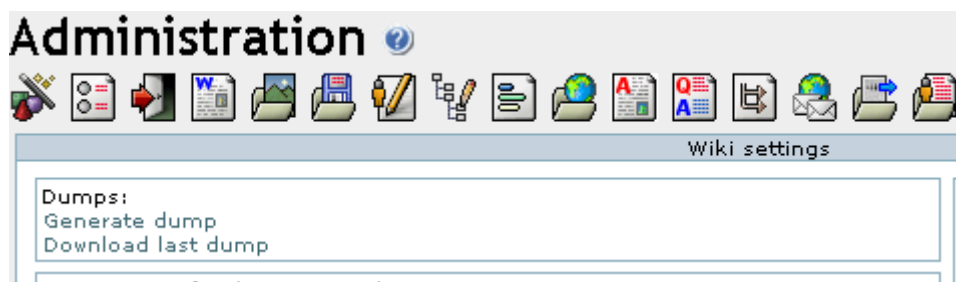 Administration
Wiki settings
Dumps:
Generate dump
Download last dump